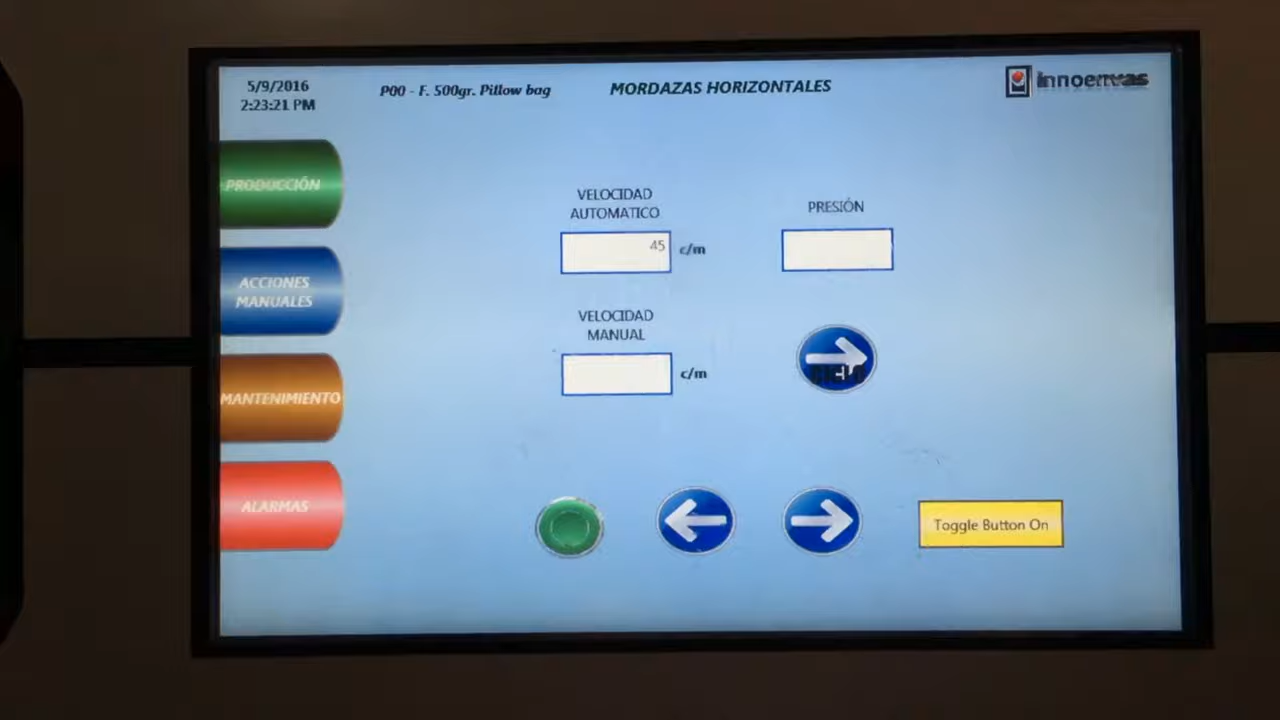 5/9/2016
2:23:21 PM
P00 - F. 500gr. Pillow bag
MORDAZAS HORIZONTALES
innoenvas
PRODUCCIÓN
ACCIONES
MANUALES
MANTENIMIENTO
ALARMAS
VELOCIDAD
AUTOMATICO
45 c/m
PRESIÓN
VELOCIDAD
MANUAL
c/m
Toggle Button On